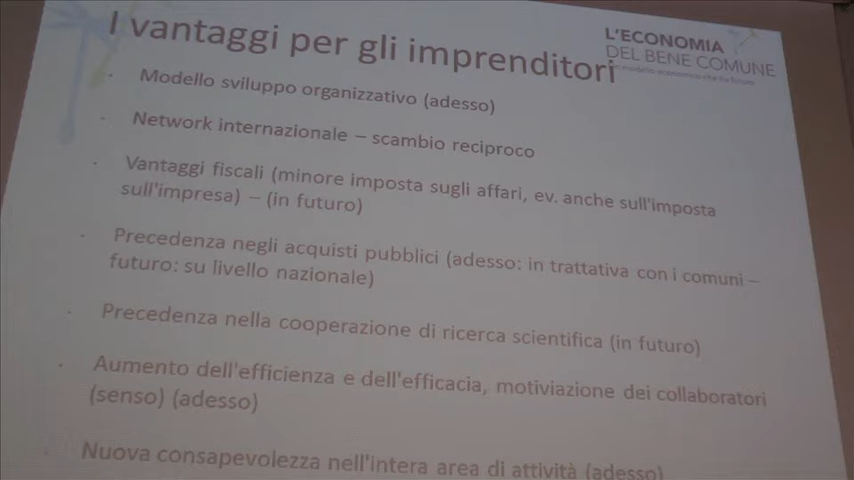 I vantaggi per gli imprenditori
L'ECONOMIA
DEL BENE COMUNE
Modello sviluppo organizzativo (adesso)
Network internazionale – scambio reciproco
Vantaggi fiscali (minore imposta sugli affari, ev. anche sull'imposta
sull'impresa) – (in futuro)
Precedenza negli acquisti pubblici (adesso: in trattativa con i comuni –
futuro: su livello nazionale)
Precedenza nella cooperazione di ricerca scientifica (in futuro)
Aumento dell'efficienza e dell'efficacia, motiviazione dei collaboratori
(senso) (adesso)
Nuova consapevolezza nell'intera area di attività (adesso)